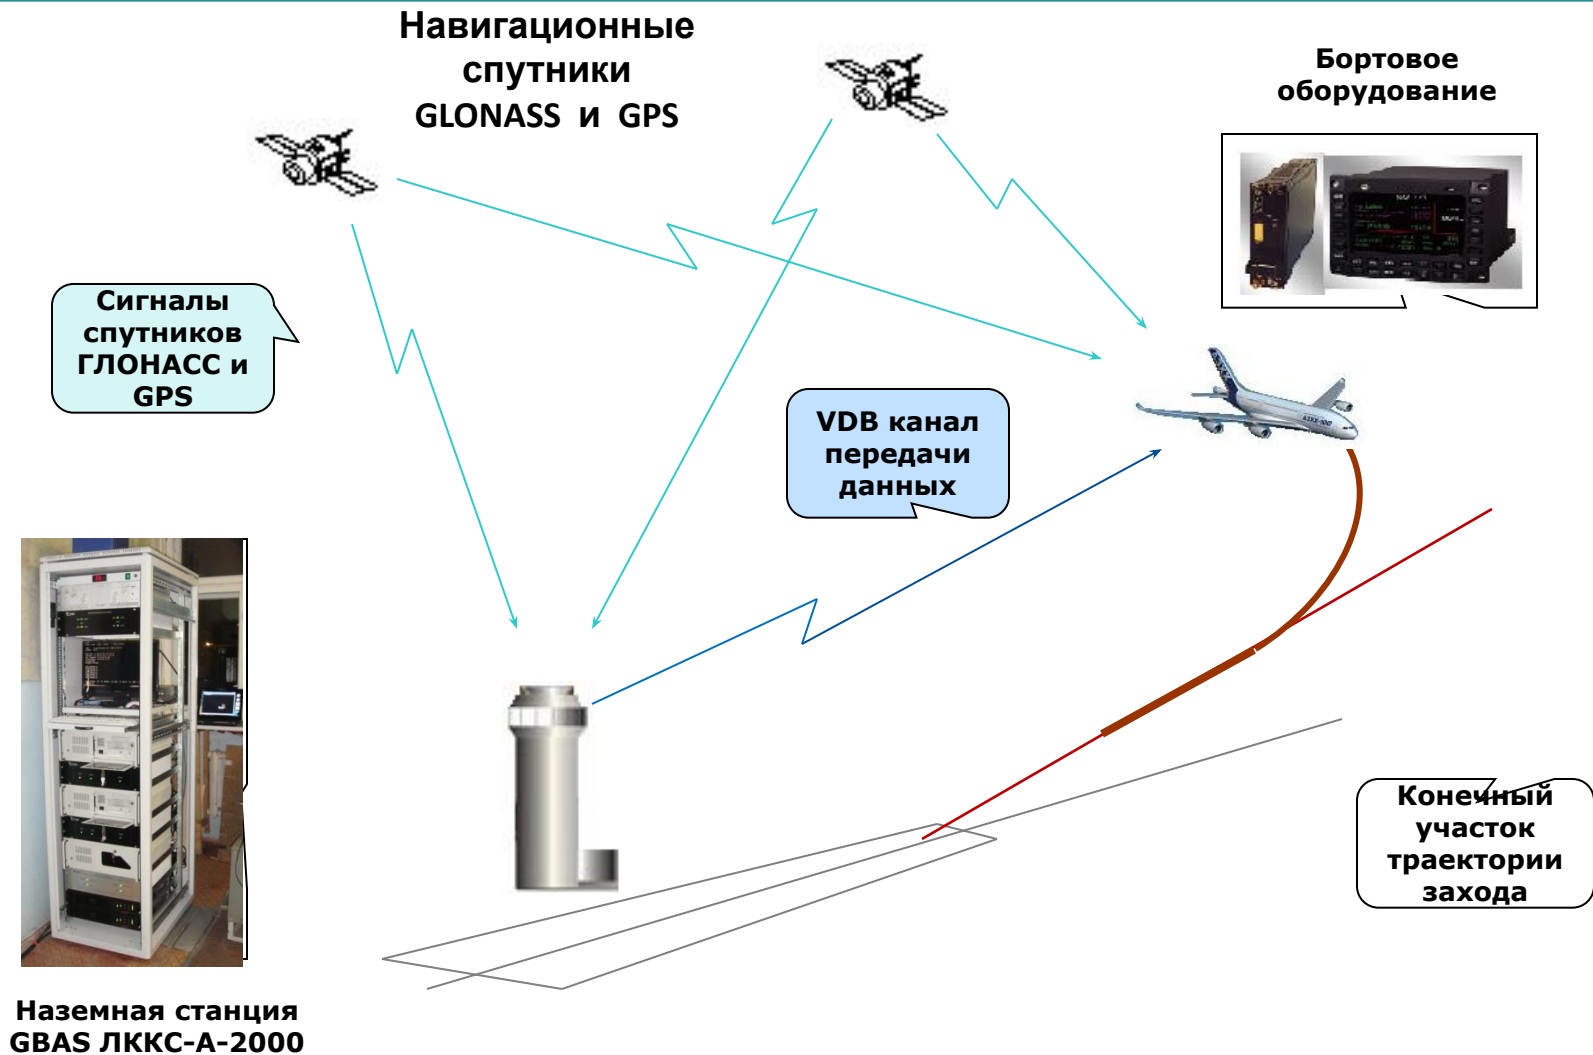 Навигационные
спутники
GLONASS и GPS
Бортовое
оборудование
Сигналы
спутников
ГЛОНАСС и
GPS
VDB канал
передачи
данных
Конечный
участок
траектории
захода
Наземная станция
GBAS ЛККС-А-2000